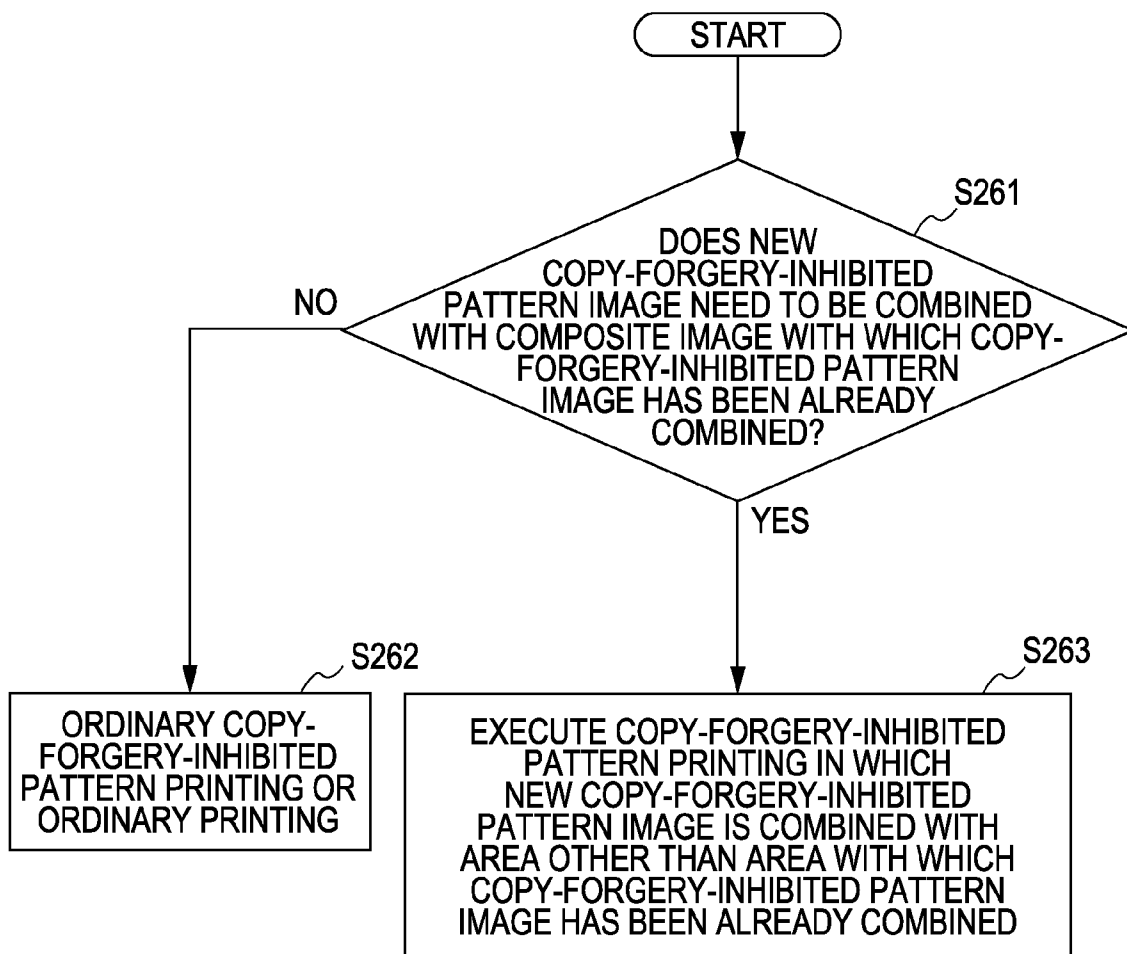 START
S261
DOES NEW
COPY-FORGERY-INHIBITED
PATTERN IMAGE NEED TO BE COMBINED
WITH COMPOSITE IMAGE WITH WHICH COPY-
FORGERY-INHIBITED PATTERN
IMAGE HAS BEEN ALREADY
COMBINED?
NO
YES
S262
ORDINARY COPY-
FORGERY-INHIBITED
PATTERN PRINTING OR
ORDINARY PRINTING
S263
EXECUTE COPY-FORGERY-INHIBITED
PATTERN PRINTING IN WHICH
NEW COPY-FORGERY-INHIBITED
PATTERN IMAGE IS COMBINED WITH
AREA OTHER THAN AREA WITH WHICH
COPY-FORGERY-INHIBITED PATTERN
IMAGE HAS BEEN ALREADY COMBINED